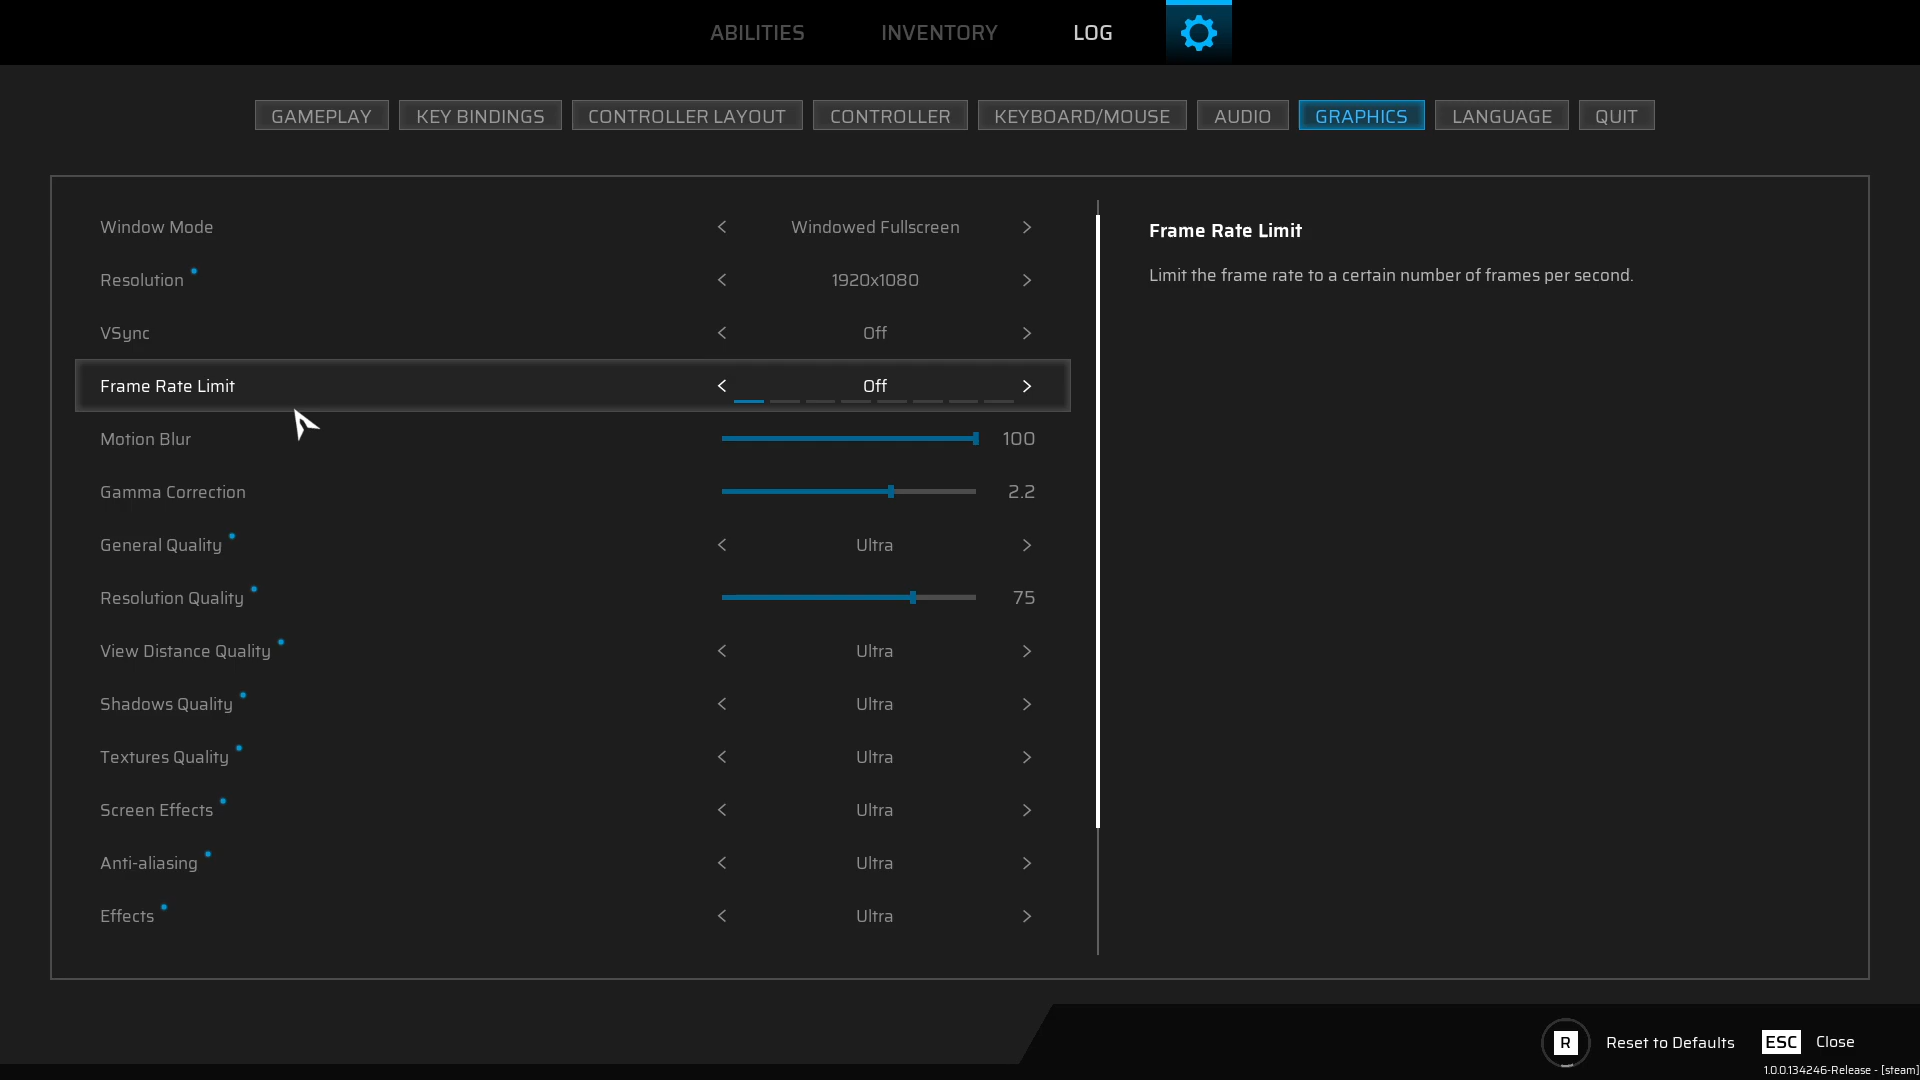 ABILITIES INVENTORY LOG
GAMEPLAY KEY BINDINGS CONTROLLER LAYOUT CONTROLLER KEYBOARD/MOUSE AUDIO GRAPHICS LANGUAGE QUIT
Window Mode Windowed Fullscreen
Resolution 1920x1080
VSync Off
Frame Rate Limit Off
Motion Blur 100
Gamma Correction 2.2
General Quality Ultra
Resolution Quality 75
View Distance Quality Ultra
Shadows Quality Ultra
Textures Quality Ultra
Screen Effects Ultra
Anti-aliasing Ultra
Effects Ultra
Frame Rate Limit
Limit the frame rate to a certain number of frames per second.
R Reset to Defaults ESC Close
1.0.0.134246-Release - [steam]